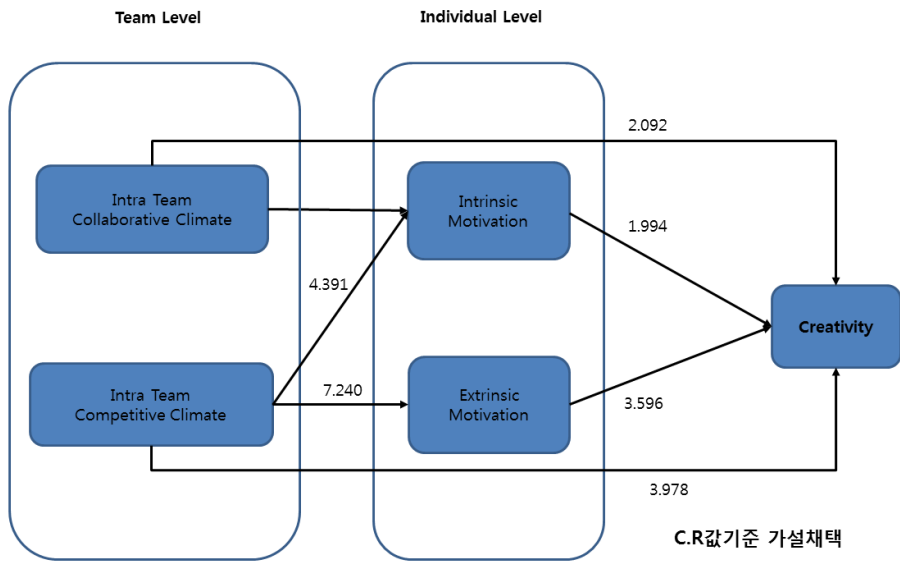 Team Level
Individual Level
2.092
Intra Team
Collaborative Climate
Intrinsic
Motivation
1.994
4.391
Creativity
Intra Team
Competitive Climate
7.240
Extrinsic
Motivation
3.596
3.978
C.R값기준 가설채택